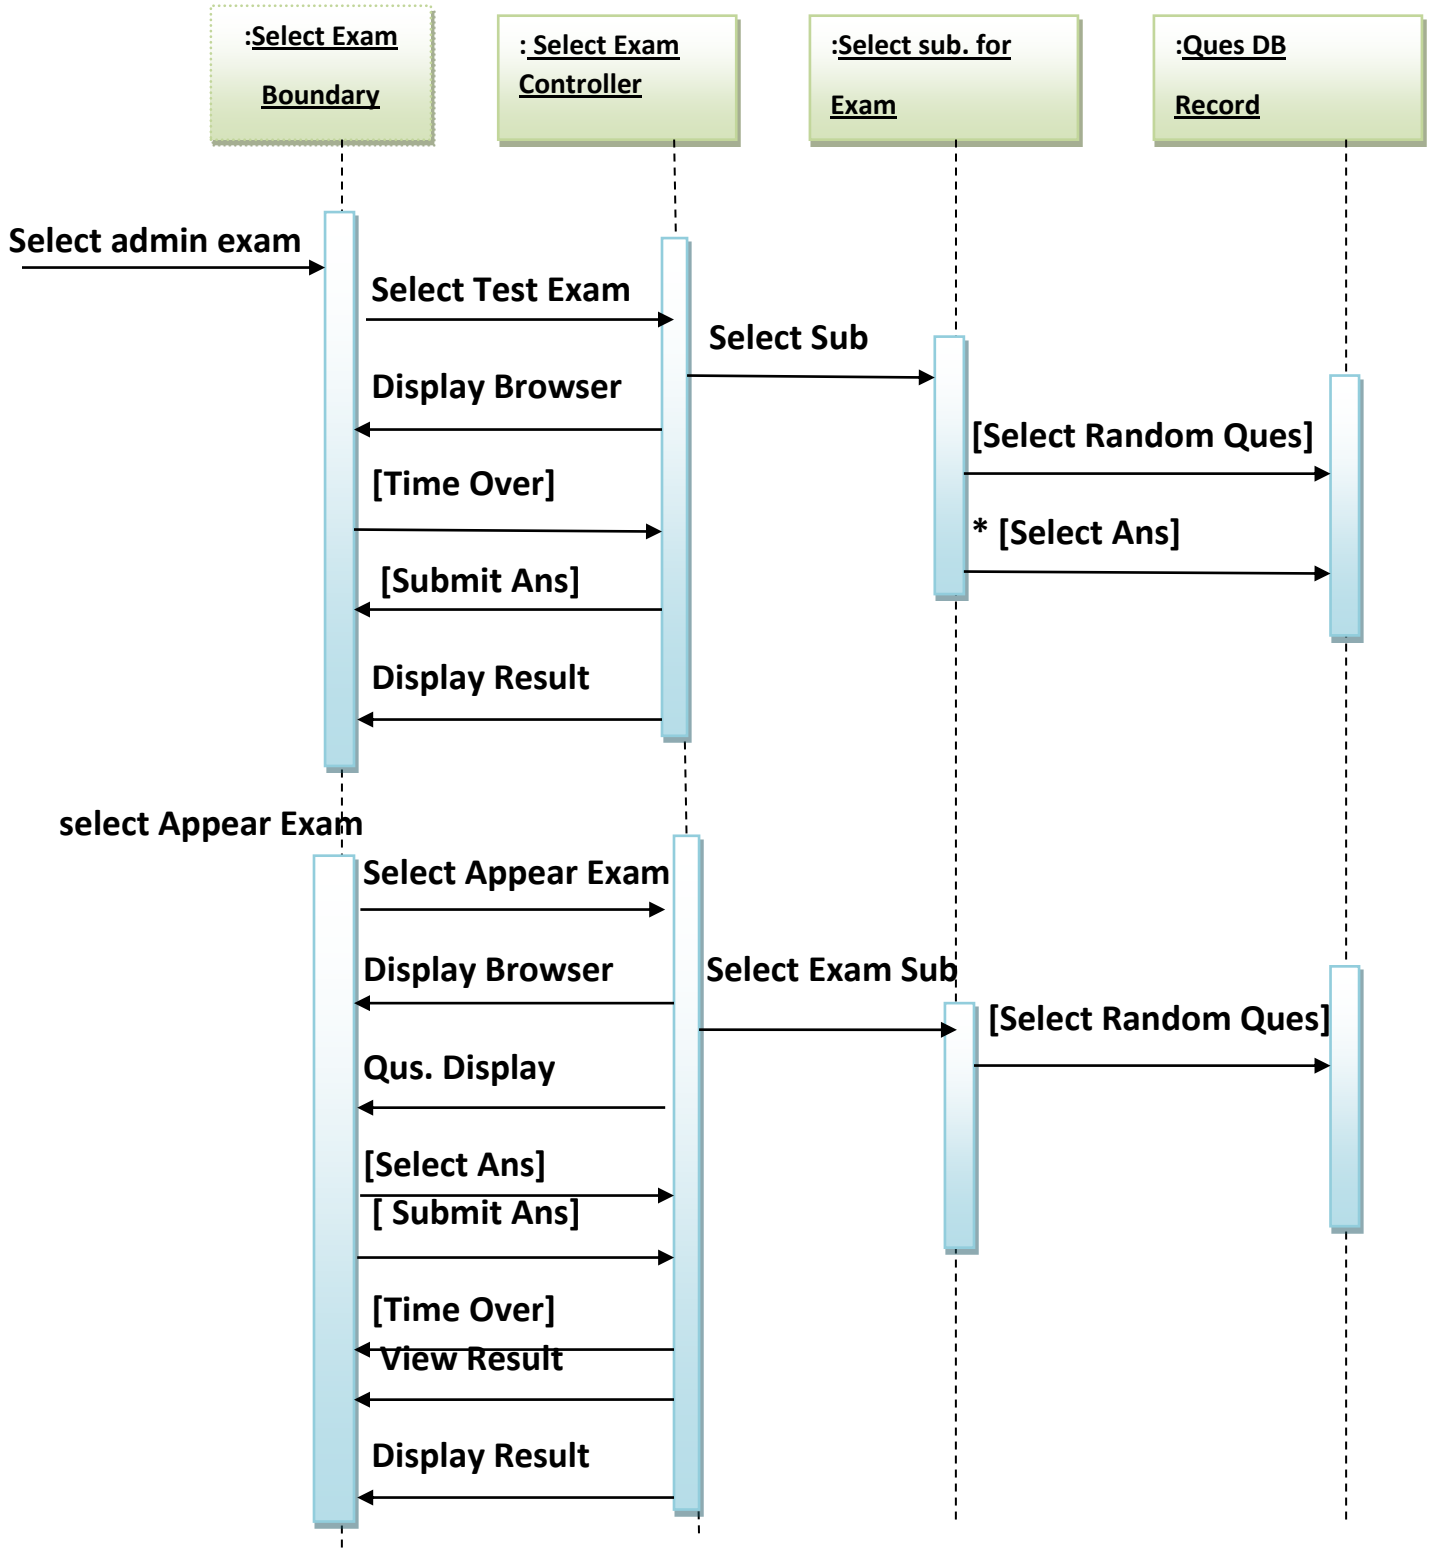 :Select Exam
Boundary
: Select Exam
Controller
:Select sub. for
Exam
:Ques DB
Record
Select admin exam
Select Test Exam
Select Sub
Display Browser
[Select Random Ques]
[Time Over]
* [Select Ans]
[Submit Ans]
Display Result
select Appear Exam
Select Appear Exam
Display Browser
Select Exam Sub
[Select Random Ques]
Qus. Display
[Select Ans]
[ Submit Ans]
[Time Over]
View Result
Display Result